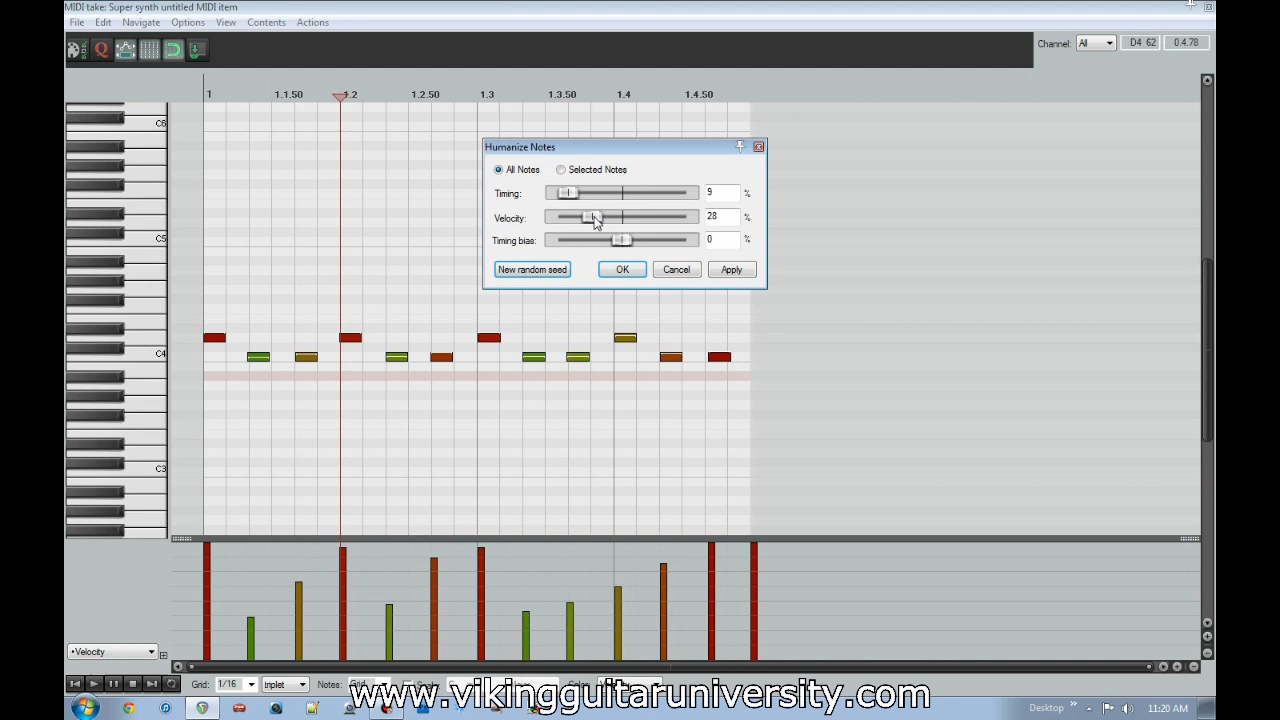 MIDI take: Super synth untitled MIDI item
File Edit Navigate Options View Contents Actions
Channel: All D4 62 0.4.78
1 1.1.50 1.2 1.2.50 1.3 1.3.50 1.4 1.4.50
C6
Humanize Notes
All Notes Selected Notes
Timing: 9 %
Velocity: 28 %
C5
Timing bias: 0 %
New random seed OK Cancel Apply
C4
C3
•Velocity
Grid: 1/16 triplet Notes: Grid
www.vikingguitaruniversity.com
Desktop 11:20 AM